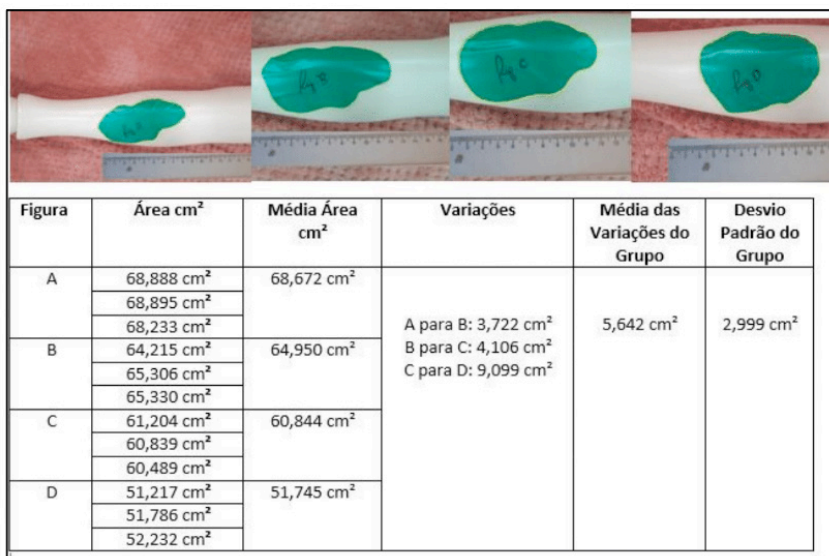 Fig B
Fig C
Fig D
Figura Área cm² Média Área cm² Variações Média das Variações do Grupo Desvio Padrão do Grupo
A 68,888 cm² 68,672 cm²
68,895 cm²
68,233 cm² A para B: 3,722 cm² 5,642 cm² 2,999 cm²
B 64,215 cm² 64,950 cm² B para C: 4,106 cm²
65,306 cm² C para D: 9,099 cm²
65,330 cm²
C 61,204 cm² 60,844 cm²
60,839 cm²
60,489 cm²
D 51,217 cm² 51,745 cm²
51,786 cm²
52,232 cm²